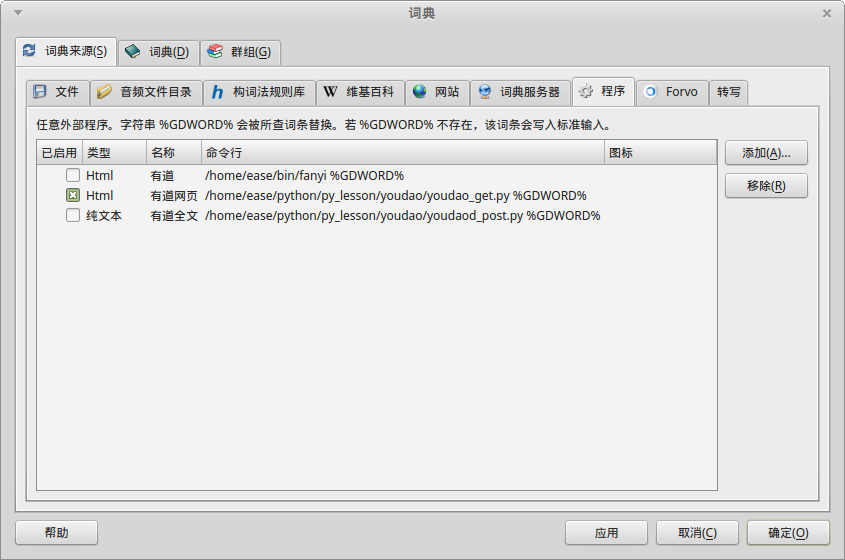 词典
词典来源(S) 词典(D) 群组(G)
文件 音频文件目录 构词法规则库 维基百科 网站 词典服务器 程序 Forvo 转写
任意外部程序。字符串 %GDWORD% 会被所查词条替换。若 %GDWORD% 不存在，该词条会写入标准输入。
已启用 类型 名称 命令行 图标 添加(A)...
Html 有道 /home/ease/bin/fanyi %GDWORD%
移除(R)
Html 有道网页 /home/ease/python/py_lesson/youdao/youdao_get.py %GDWORD%
纯文本 有道全文 /home/ease/python/py_lesson/youdao/youdaod_post.py %GDWORD%
帮助 应用 取消(C) 确定(O)